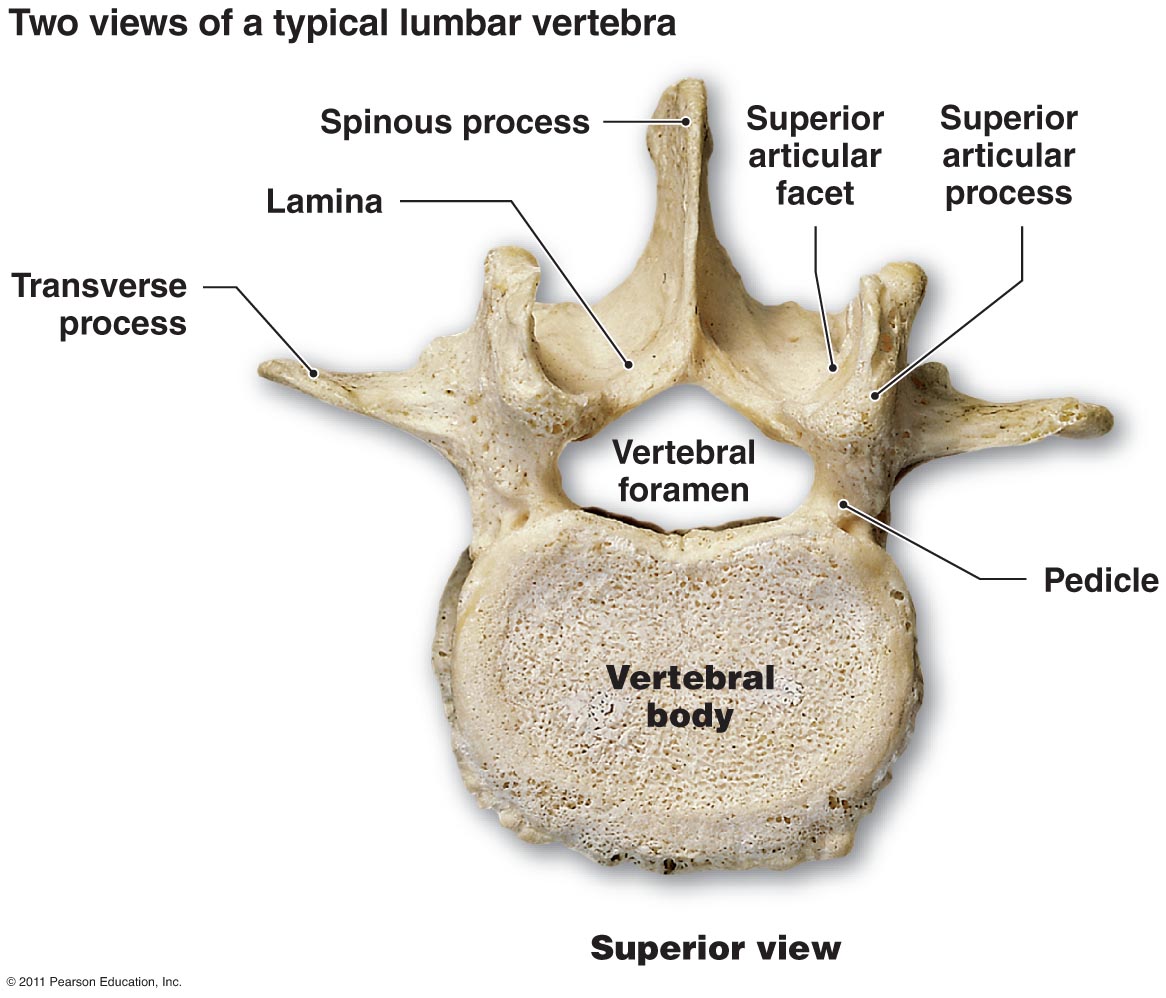 Two views of a typical lumbar vertebra
Spinous process
Superior
articular
facet
Superior
articular
process
Lamina
Transverse
process
Vertebral
foramen
Pedicle
Vertebral
body
Superior view
© 2011 Pearson Education, Inc.